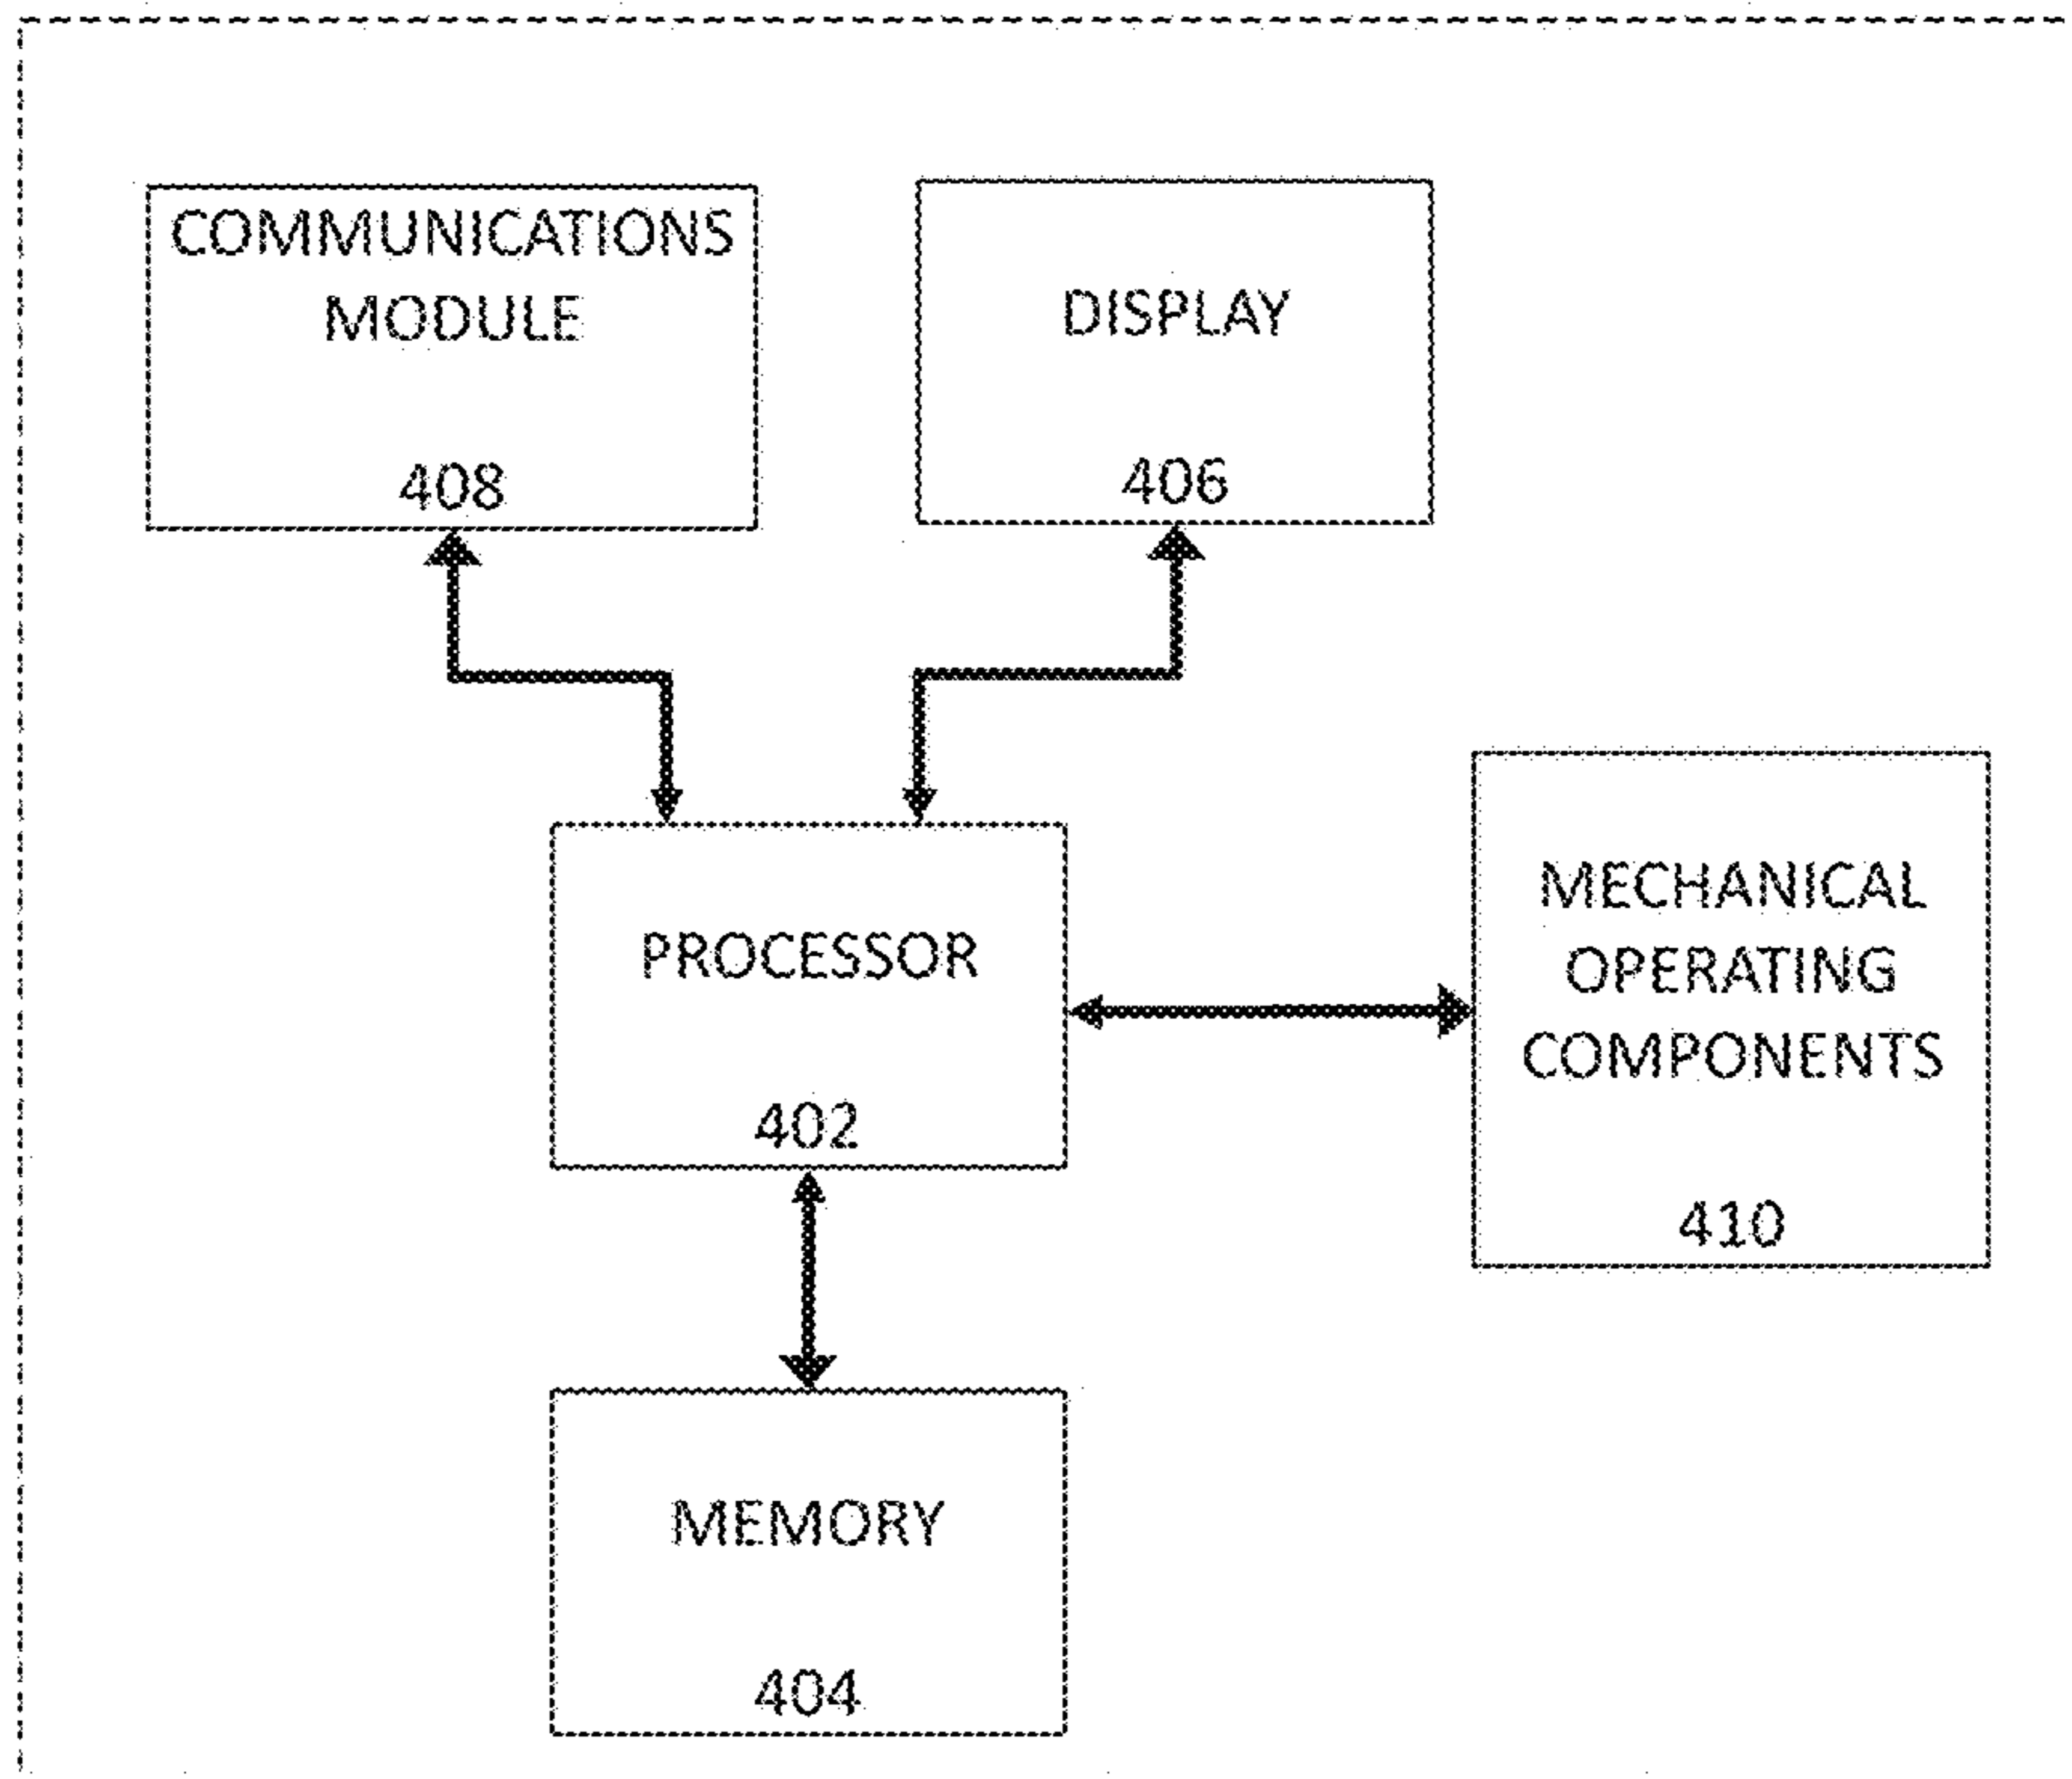 COMMUNICATIONS
MODULE
408
DISPLAY
406
PROCESSOR
402
MECHANICAL
OPERATING
COMPONENTS
410
MEMORY
404